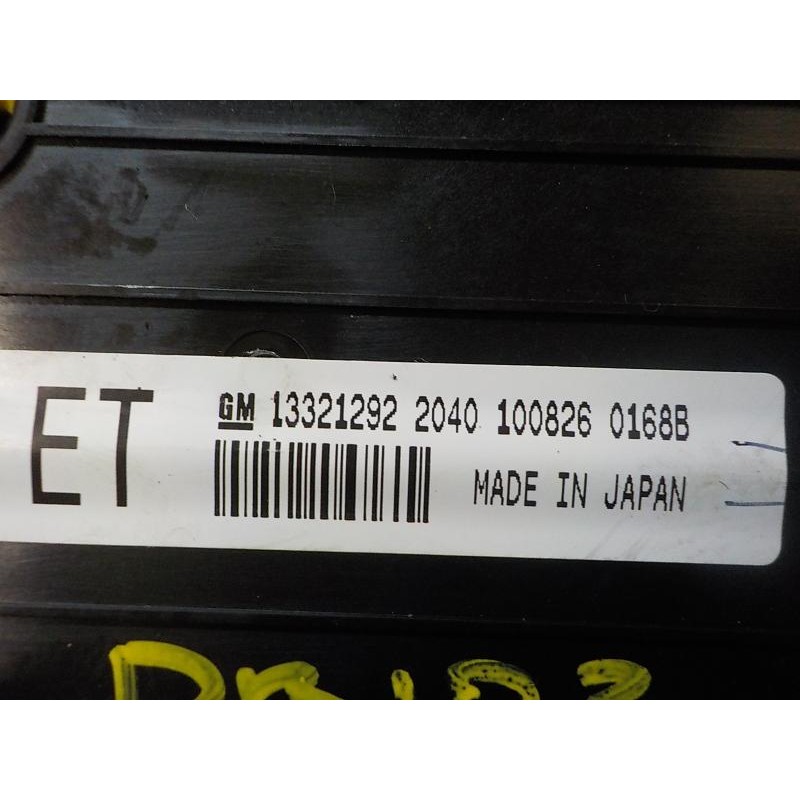 ET
GM 13321292 2040 100826 0168B
MADE IN JAPAN